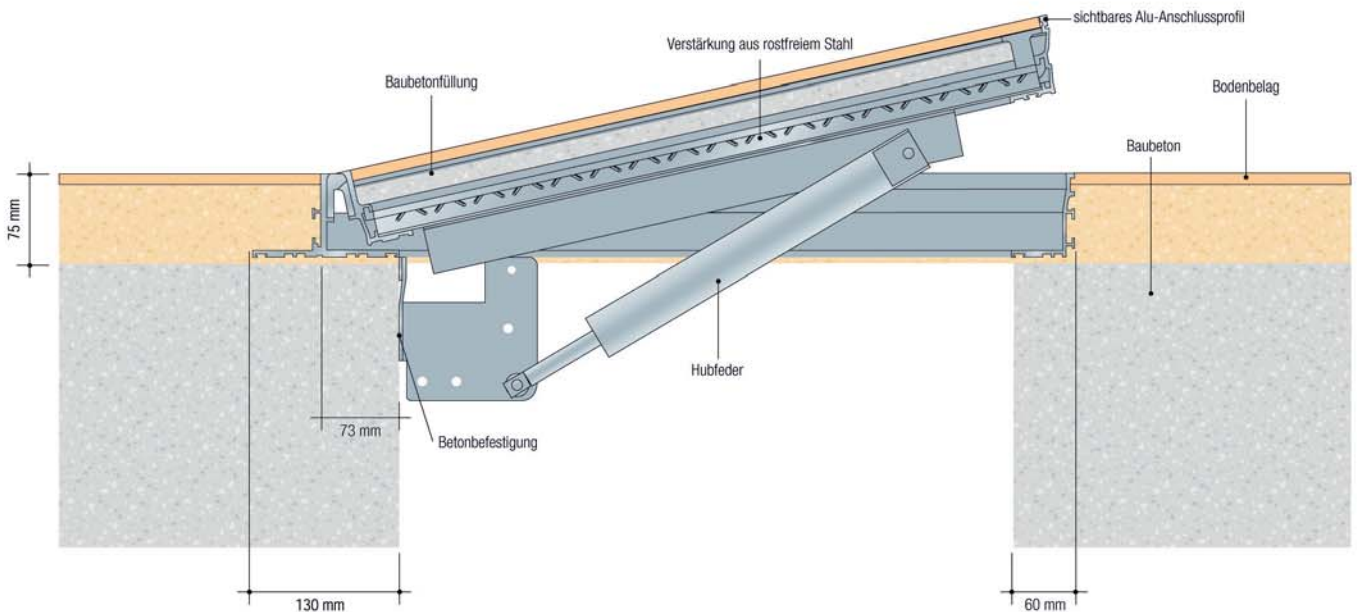 sichtbares Alu-Anschlussprofil
Verstärkung aus rostfreiem Stahl
Baubetonfüllung
Bodenbelag
Baubeton
75 mm
Hubfeder
73 mm
Betonbefestigung
130 mm
60 mm